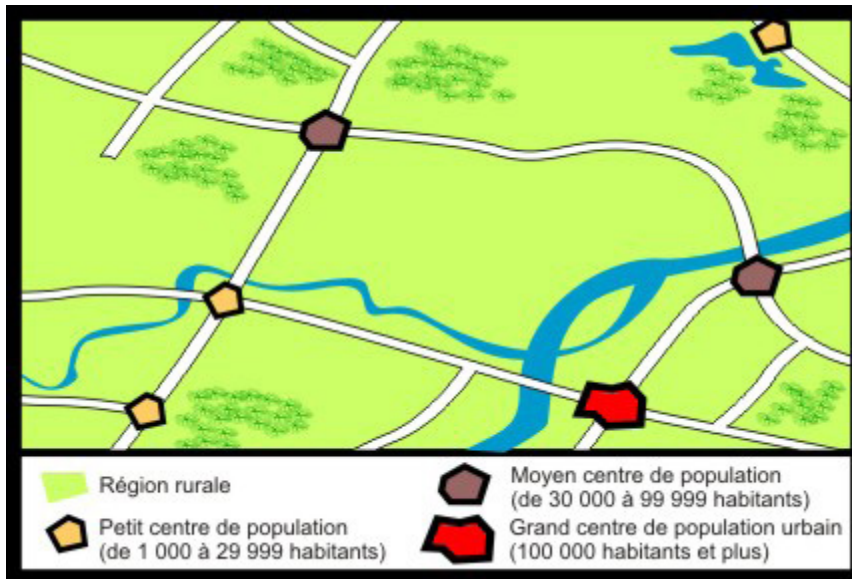 Région rurale
Petit centre de population
(de 1 000 à 29 999 habitants)
Moyen centre de population
(de 30 000 à 99 999 habitants)
Grand centre de population urbain
(100 000 habitants et plus)